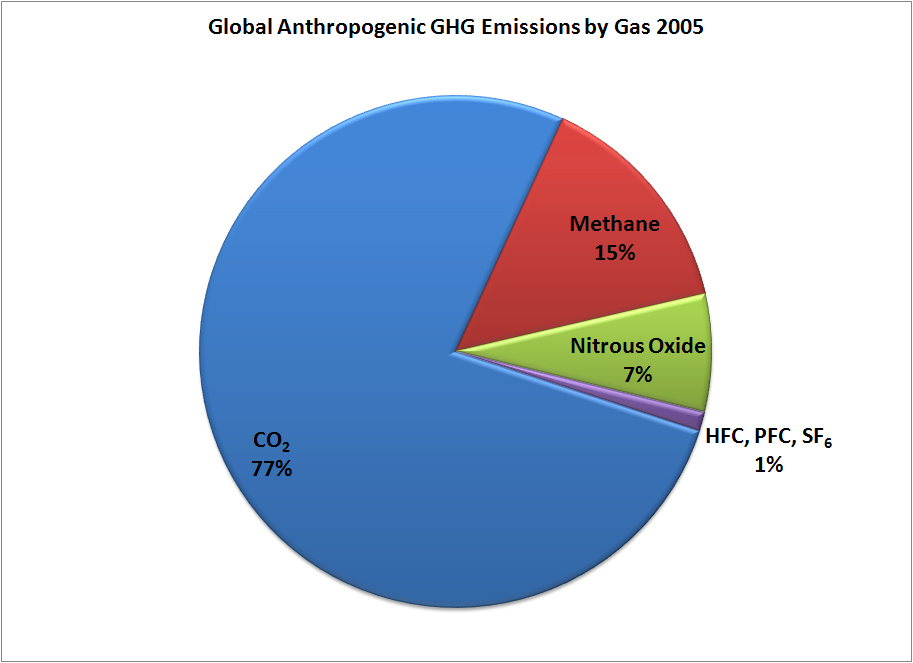 Global Anthropogenic GHG Emissions by Gas 2005
Methane
15%
Nitrous Oxide
7%
HFC, PFC, SF₆
1%
CO₂
77%